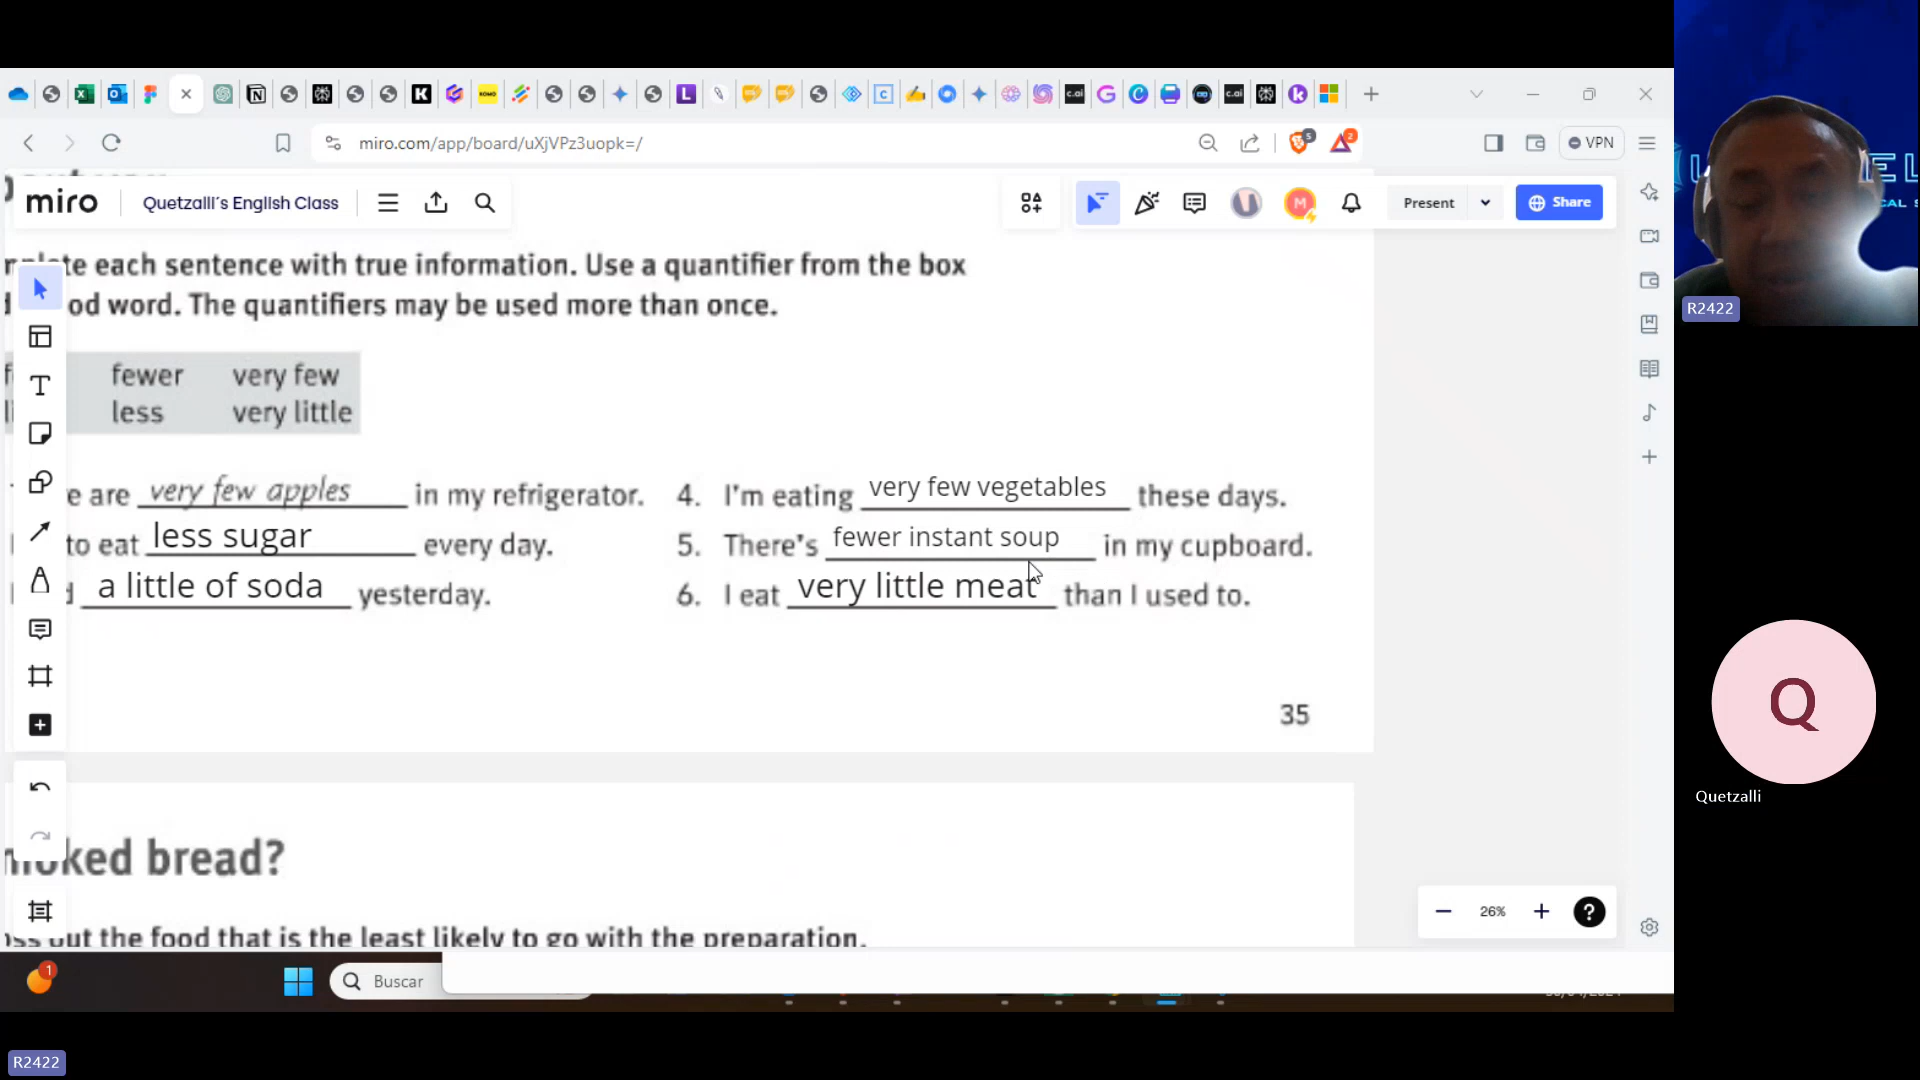 miro.com/app/board/uXjVPz3uopk=/
VPN
miro
Quetzalli´s English Class
Present
Share
each sentence with true information. Use a quantifier from the box
od word. The quantifiers may be used more than once.
fewer very few
less very little
e are very few apples in my refrigerator.
to eat less sugar every day.
a little of soda yesterday.
4. I'm eating very few vegetables these days.
5. There's fewer instant soup in my cupboard.
6. I eat very little meat than I used to.
35
ked bread?
out the food that is the least likely to go with the preparation.
26%
Buscar
R2422
Q
Quetzalli
R2422